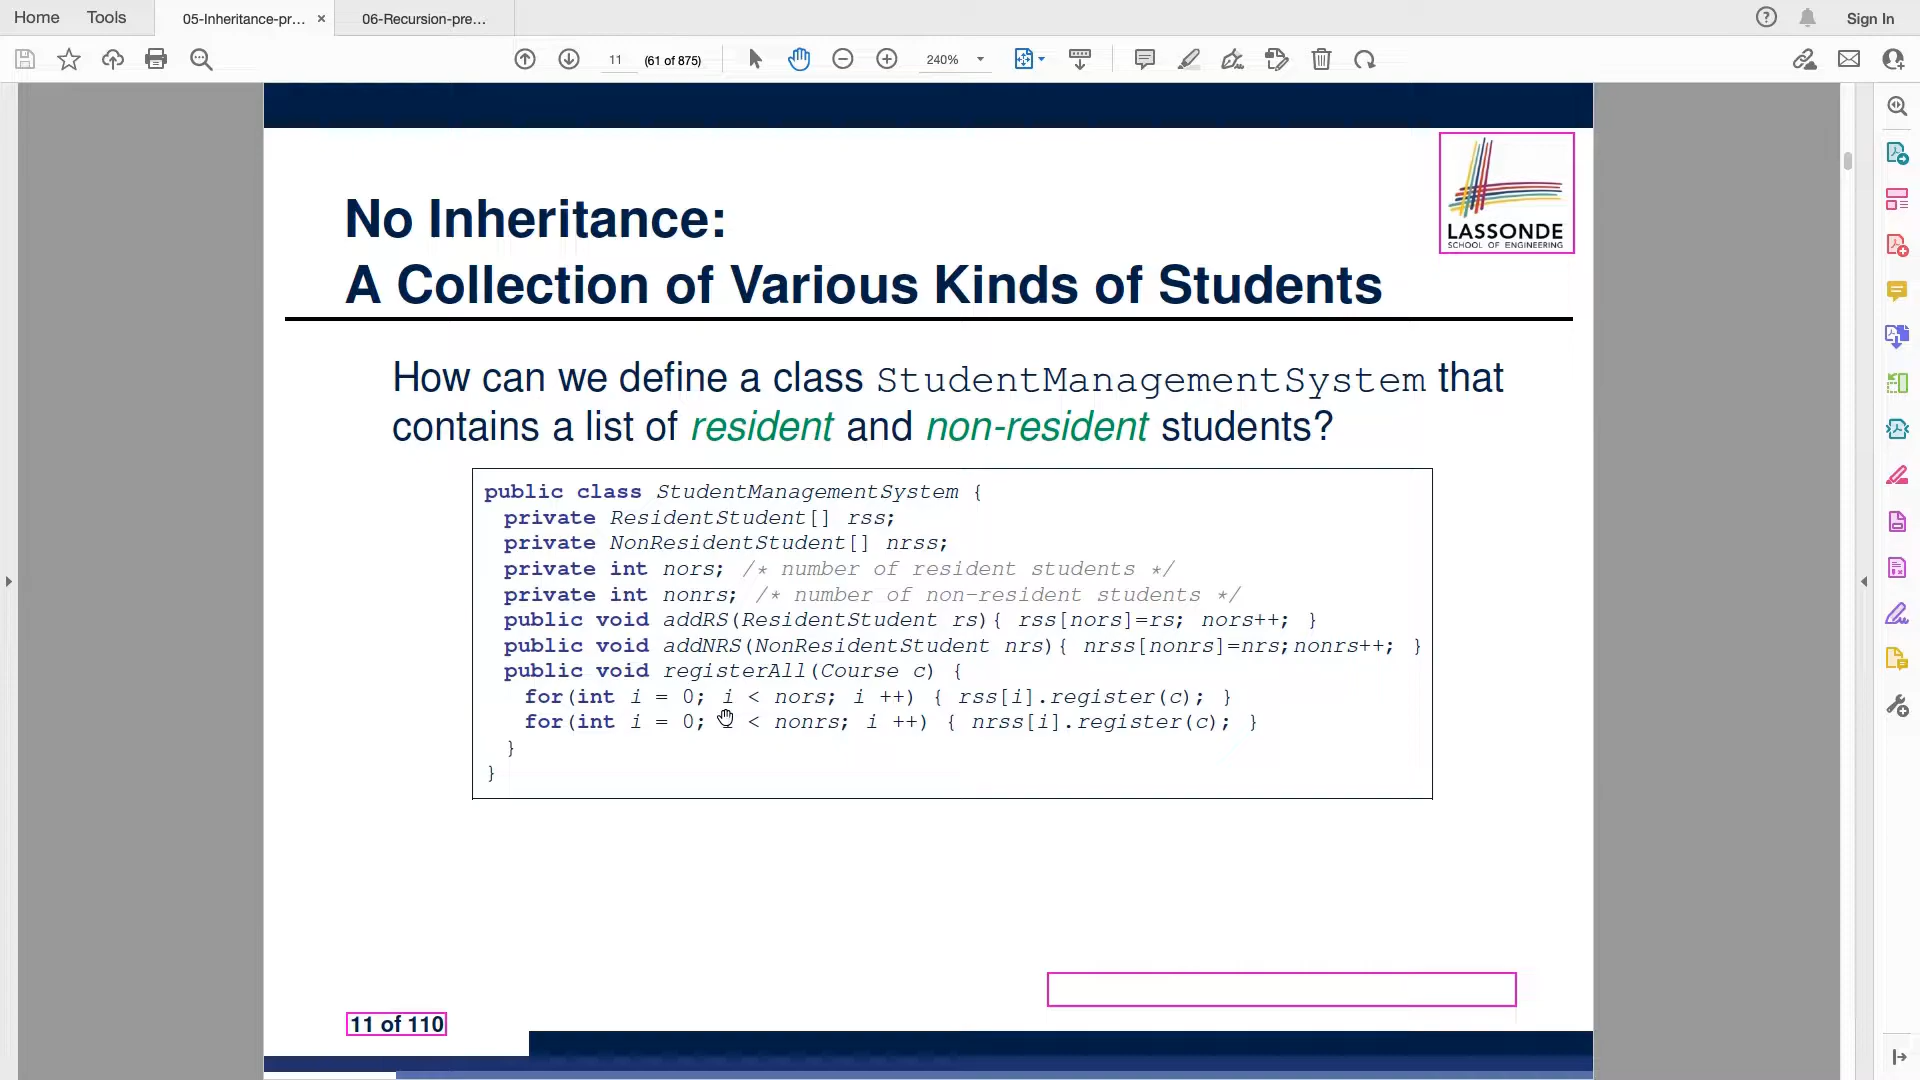 Home Tools 05-Inheritance-pr... × 06-Recursion-pre... Sign In
11 (61 of 875) 240%
LASSONDE
SCHOOL OF ENGINEERING
No Inheritance:
A Collection of Various Kinds of Students
How can we define a class StudentManagementSystem that
contains a list of resident and non-resident students?
public class StudentManagementSystem {
private ResidentStudent[] rss;
private NonResidentStudent[] nrss;
private int nors; /* number of resident students */
private int nonrs; /* number of non-resident students */
public void addRS(ResidentStudent rs){ rss[nors]=rs; nors++; }
public void addNRS(NonResidentStudent nrs){ nrss[nonrs]=nrs;nonrs++; }
public void registerAll(Course c) {
for(int i = 0; i < nors; i ++) { rss[i].register(c); }
for(int i = 0; < nonrs; i ++) { nrss[i].register(c); }
}
}
11 of 110